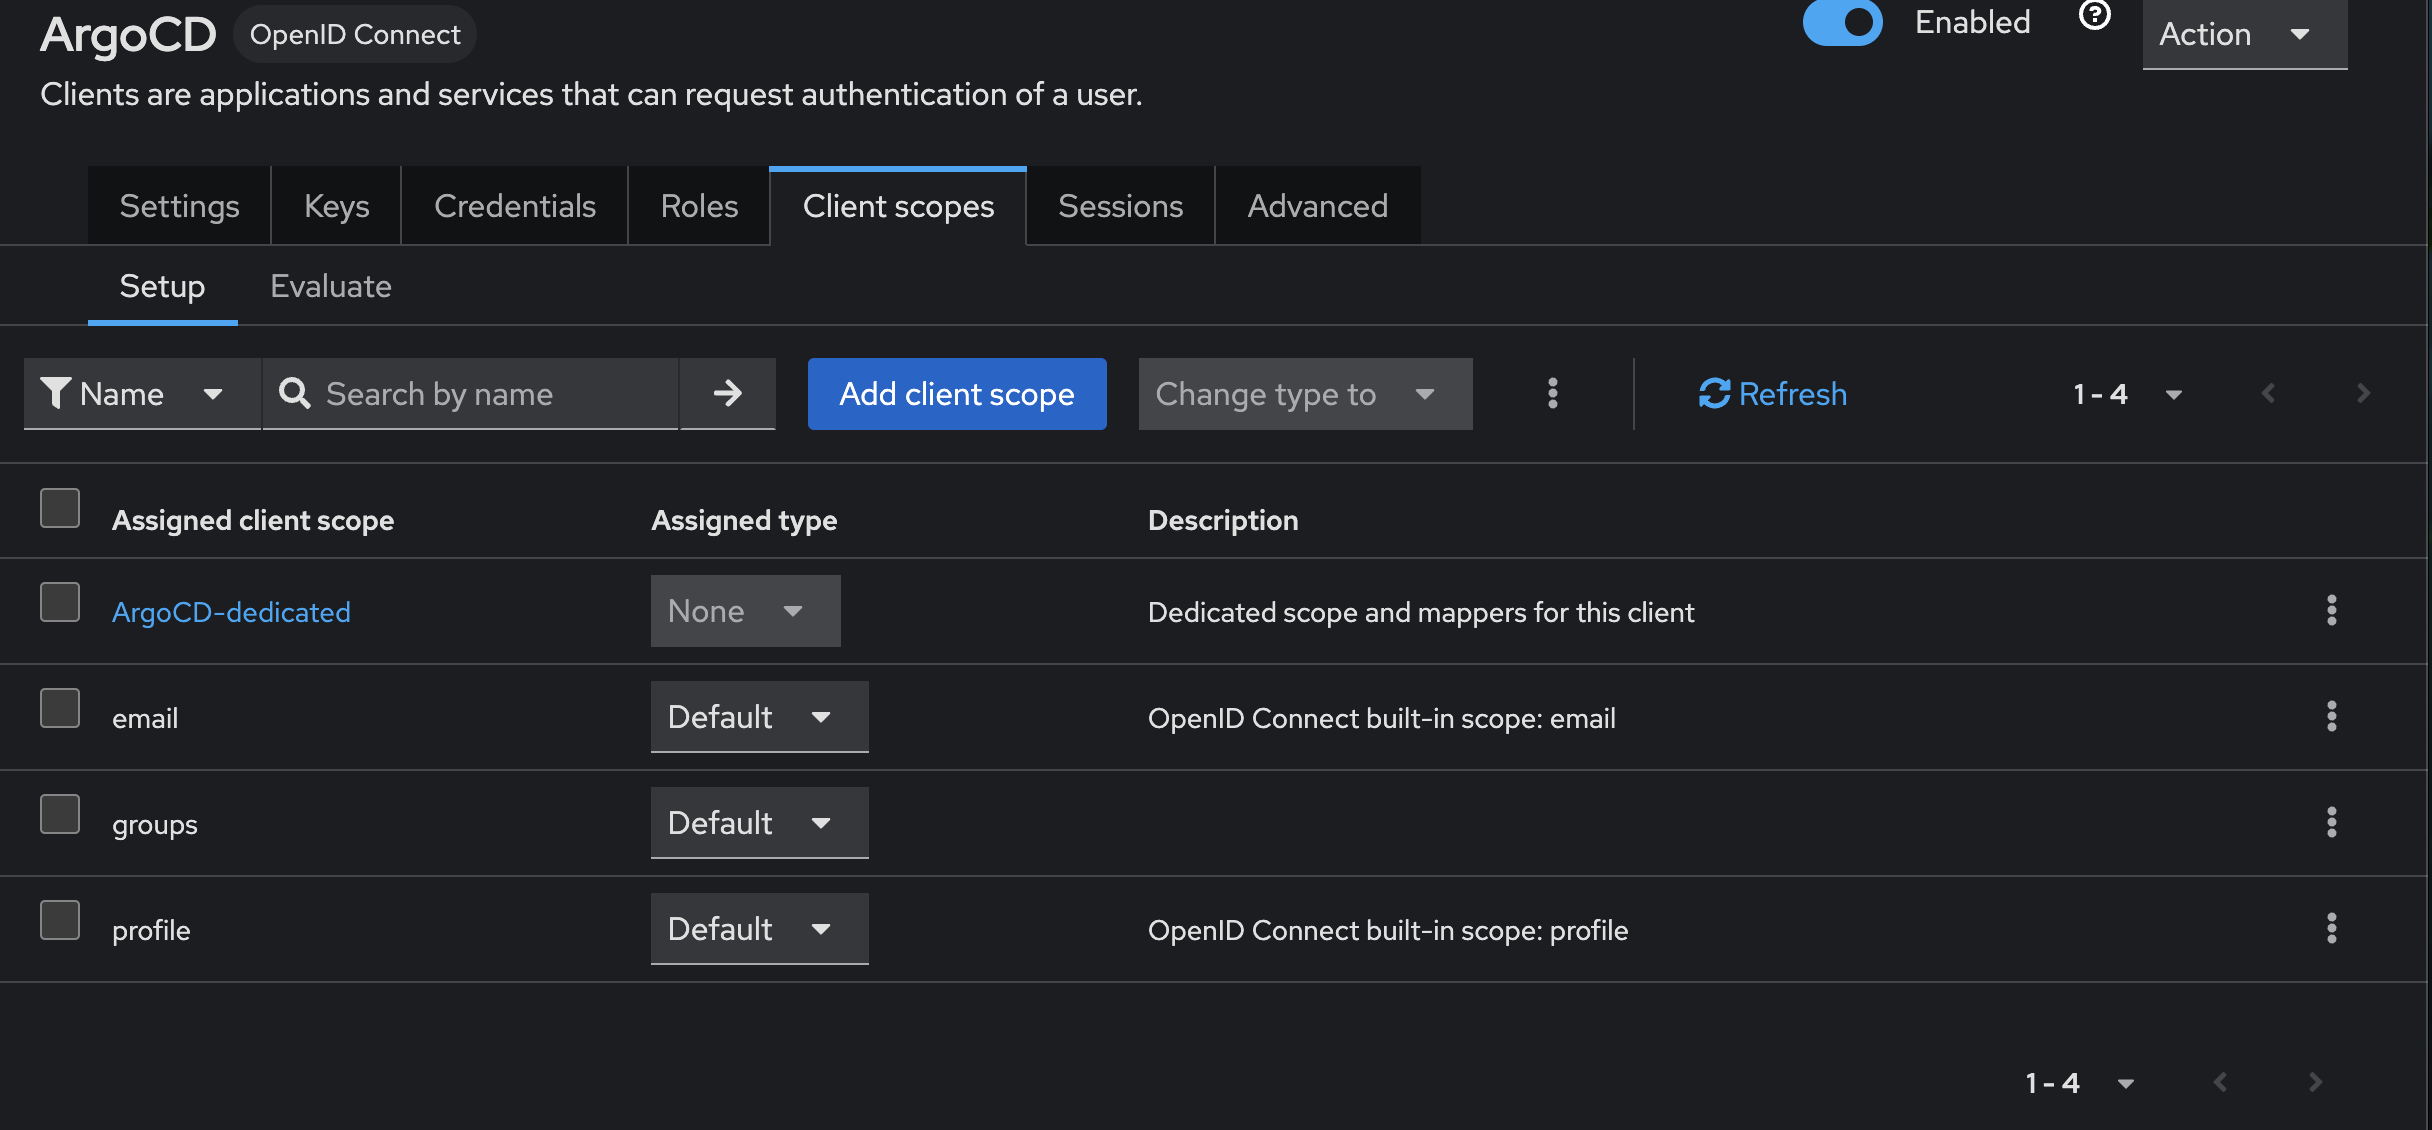 ArgoCD OpenID Connect Enabled Action
Clients are applications and services that can request authentication of a user.
Settings Keys Credentials Roles Client scopes Sessions Advanced
Setup Evaluate
Name Search by name Add client scope Change type to Refresh 1 - 4
Assigned client scope Assigned type Description
ArgoCD-dedicated None Dedicated scope and mappers for this client
email Default OpenID Connect built-in scope: email
groups Default
profile Default OpenID Connect built-in scope: profile
1 - 4